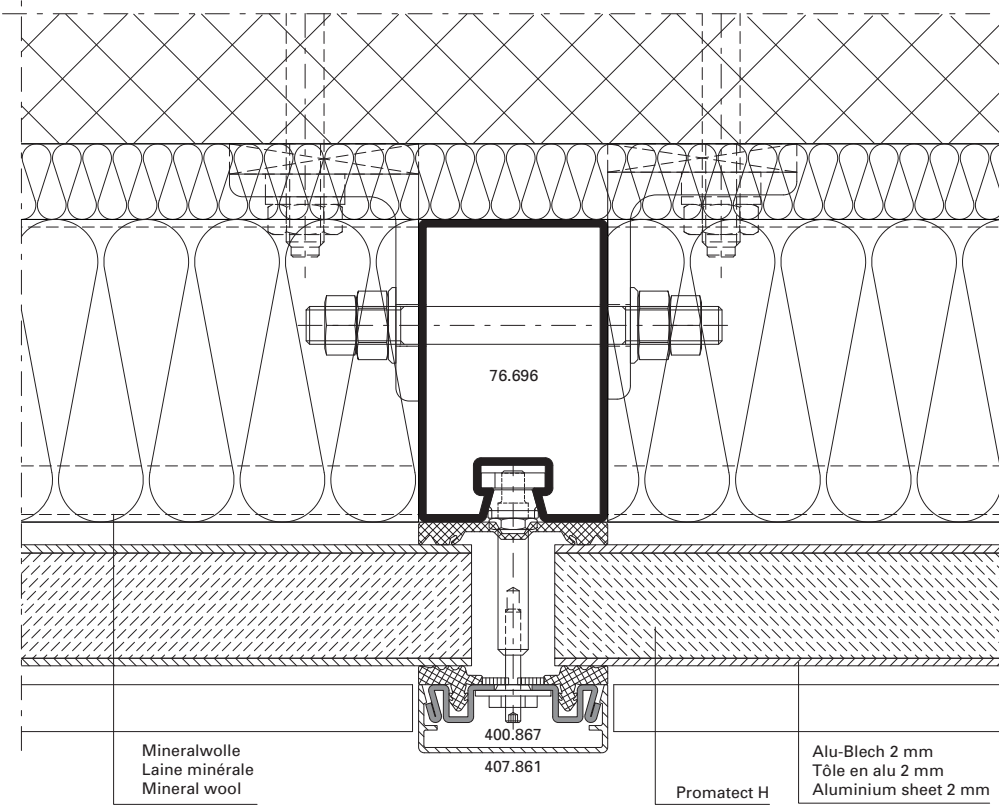 76.696
400.867
407.861
Mineralwolle
Laine minérale
Mineral wool
Promatect H
Alu-Blech 2 mm
Tôle en alu 2 mm
Aluminium sheet 2 mm